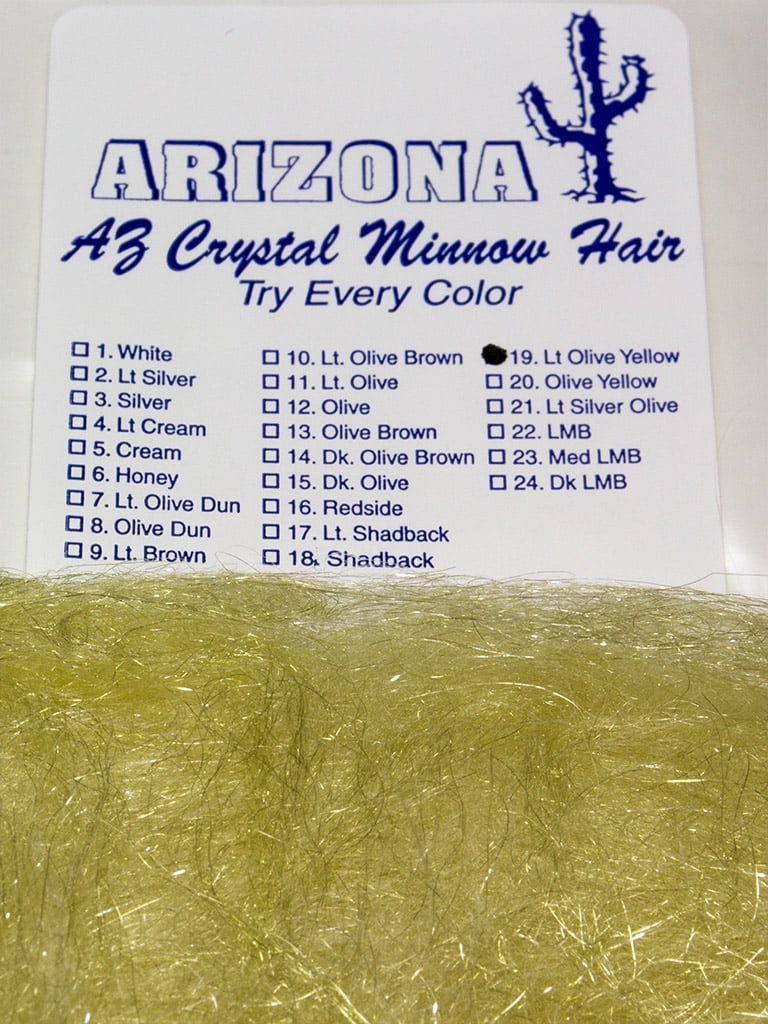 ARIZONA
AZ Crystal Minnow Hair
Try Every Color
1. White
2. Lt Silver
3. Silver
4. Lt Cream
5. Cream
6. Honey
7. Lt. Olive Dun
8. Olive Dun
9. Lt. Brown
10. Lt. Olive Brown
11. Lt. Olive
12. Olive
13. Olive Brown
14. Dk. Olive Brown
15. Dk. Olive
16. Redside
17. Lt. Shadback
18. Shadback
19. Lt Olive Yellow
20. Olive Yellow
21. Lt Silver Olive
22. LMB
23. Med LMB
24. Dk LMB